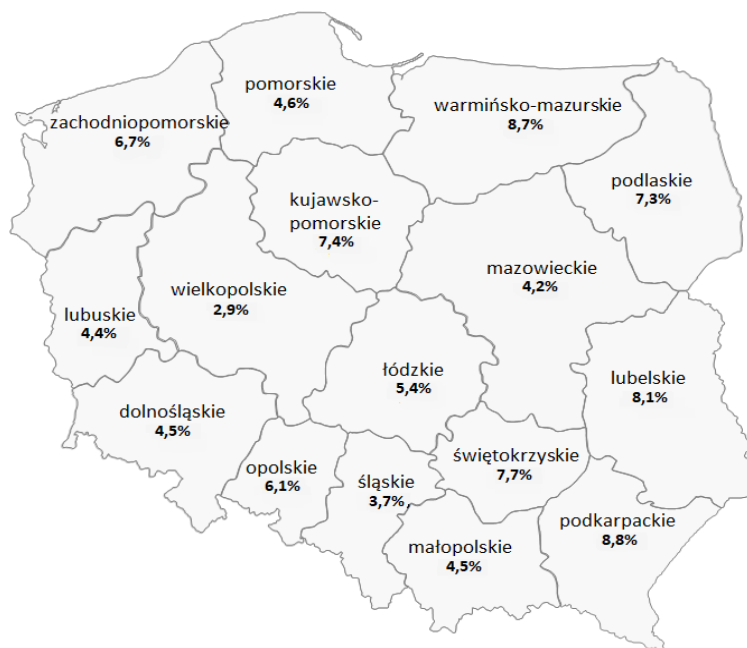 pomorskie
4,6%
warmińsko-mazurskie
8,7%
zachodniopomorskie
6,7%
podlaskie
7,3%
kujawsko-
pomorskie
7,4%
mazowieckie
4,2%
wielkopolskie
2,9%
lubuskie
4,4%
łódzkie
5,4%
lubelskie
8,1%
dolnośląskie
4,5%
świętokrzyskie
7,7%
opolskie
6,1%
śląskie
3,7%
podkarpackie
8,8%
małopolskie
4,5%